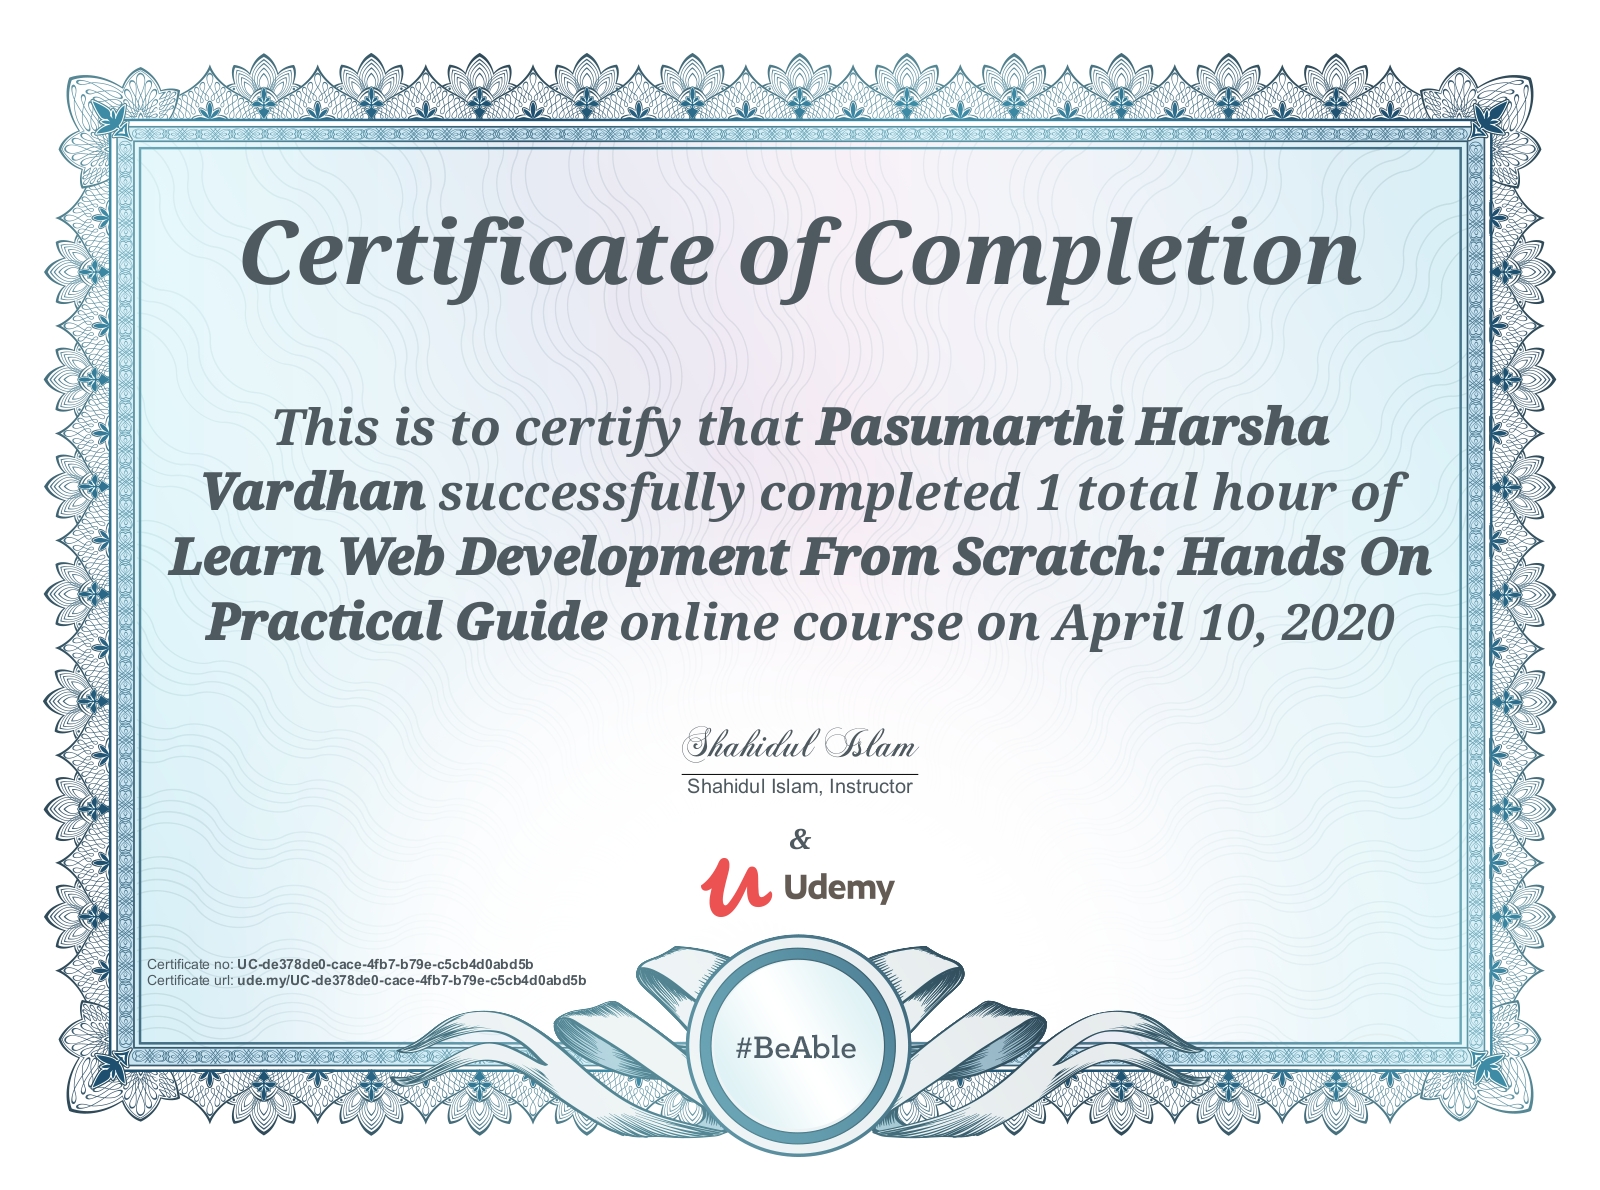 Certificate of Completion
This is to certify that Pasumarthi Harsha
Vardhan successfully completed 1 total hour of
Learn Web Development From Scratch: Hands On
Practical Guide online course on April 10, 2020
Shahidul Islam
Shahidul Islam, Instructor
&
Udemy
Certificate no: UC-de378de0-cace-4fb7-b79e-c5cb4d0abd5b
Certificate url: ude.my/UC-de378de0-cace-4fb7-b79e-c5cb4d0abd5b
#BeAble